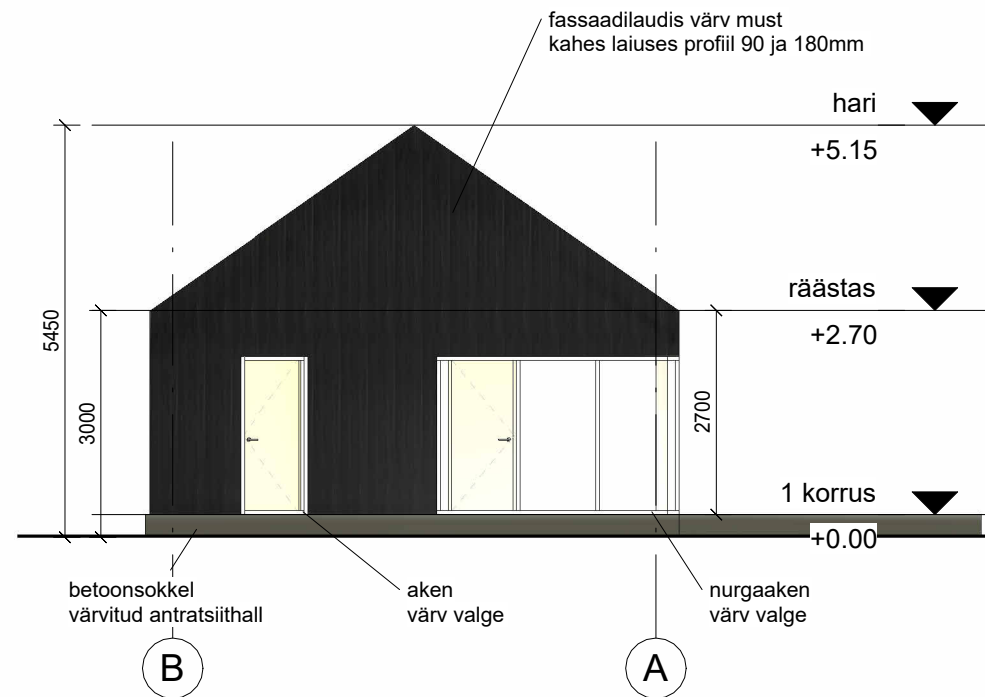 fassaadilaudis värv must
kahes laiuses profiil 90 ja 180mm
hari
+5.15
räästas
+2.70
5450
3000
2700
1 korrus
+0.00
betoonsokkel
värvitud antratsiithall
aken
värv valge
nurgaaken
värv valge
B
A